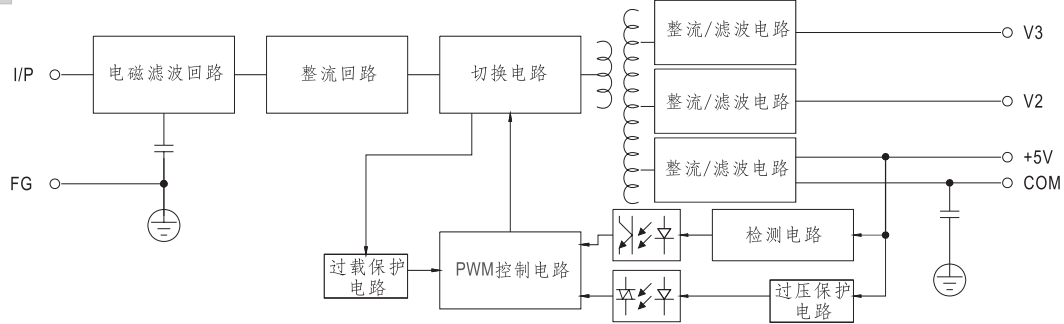 整流/滤波电路
V3
I/P
电磁滤波回路
整流回路
切换电路
整流/滤波电路
V2
整流/滤波电路
+5V
FG
COM
检测电路
过载保护
电路
PWM控制电路
过压保护
电路